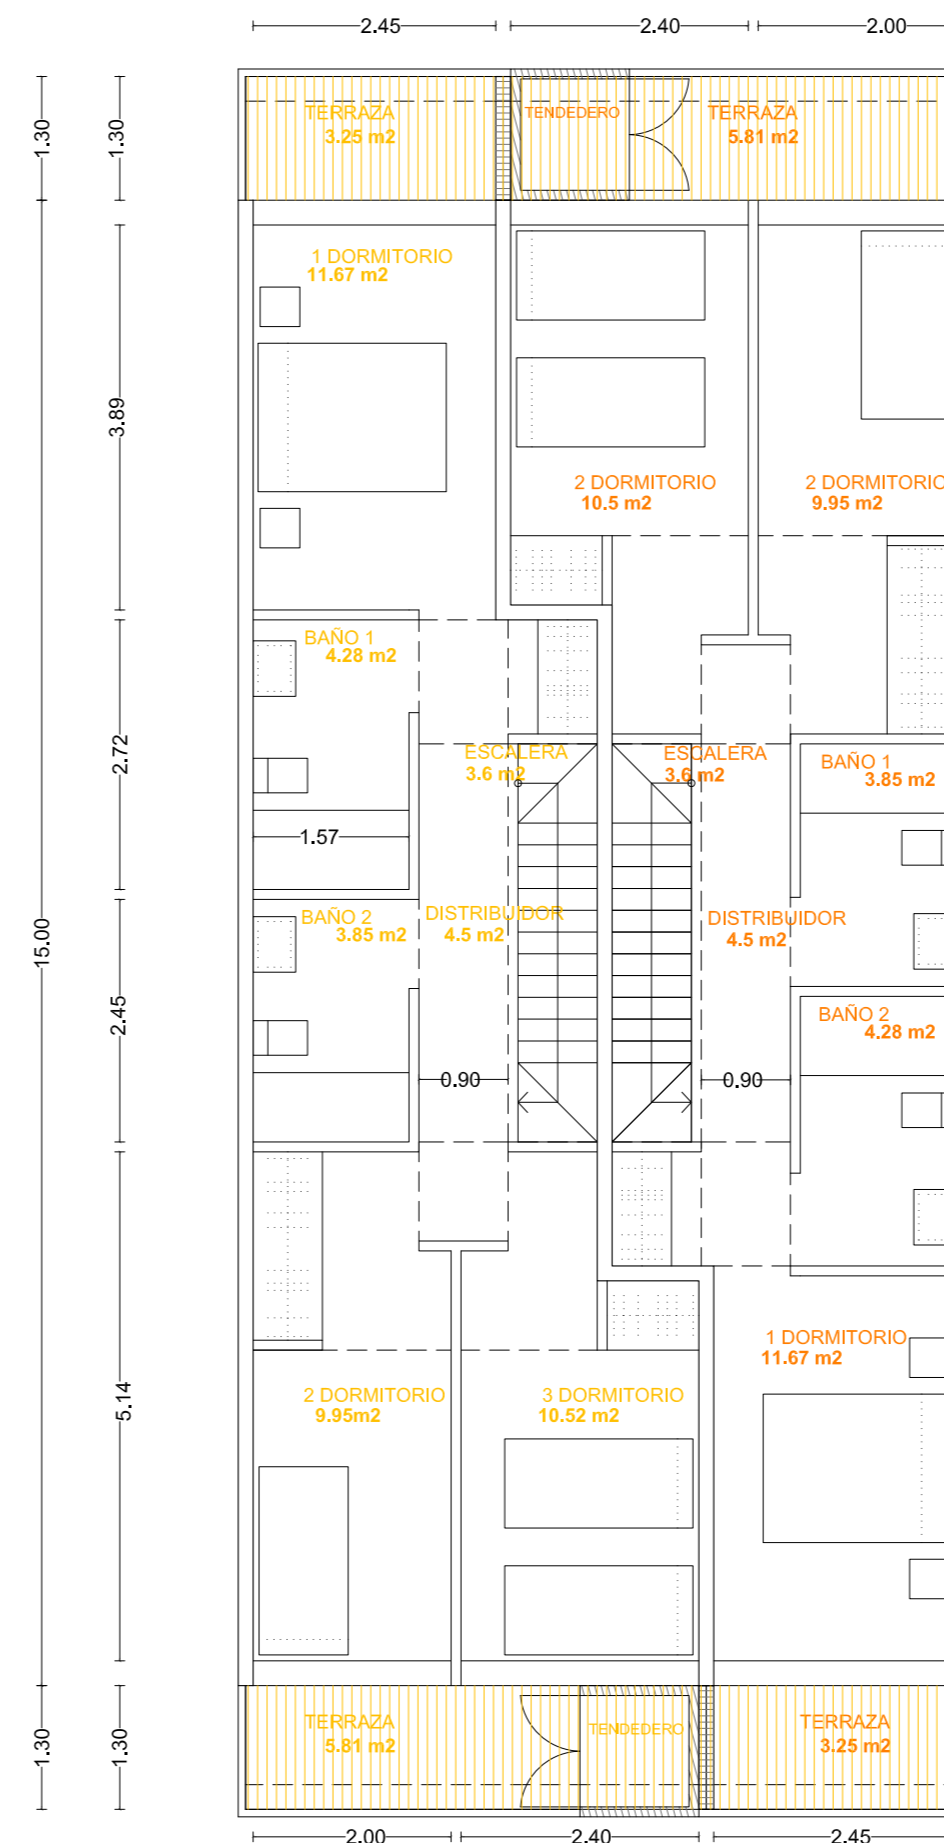 2.45
2.40
2.00
1.30
1.30
TERRAZA
3.25 m2
TENDEDERO
TERRAZA
5.81 m2
1 DORMITORIO
11.67 m2
3.89
2 DORMITORIO
10.5 m2
2 DORMITORIO
9.95 m2
BAÑO 1
4.28 m2
2.72
ESCALERA
3.6 m2
ESCALERA
3.6 m2
BAÑO 1
3.85 m2
1.57
15.00
BAÑO 2
3.85 m2
DISTRIBUIDOR
4.5 m2
DISTRIBUIDOR
4.5 m2
2.45
BAÑO 2
4.28 m2
0.90
0.90
1 DORMITORIO
11.67 m2
5.14
2 DORMITORIO
9.95m2
3 DORMITORIO
10.52 m2
1.30
1.30
TERRAZA
5.81 m2
TENDEDERO
TERRAZA
3.25 m2
2.00
2.40
2.45